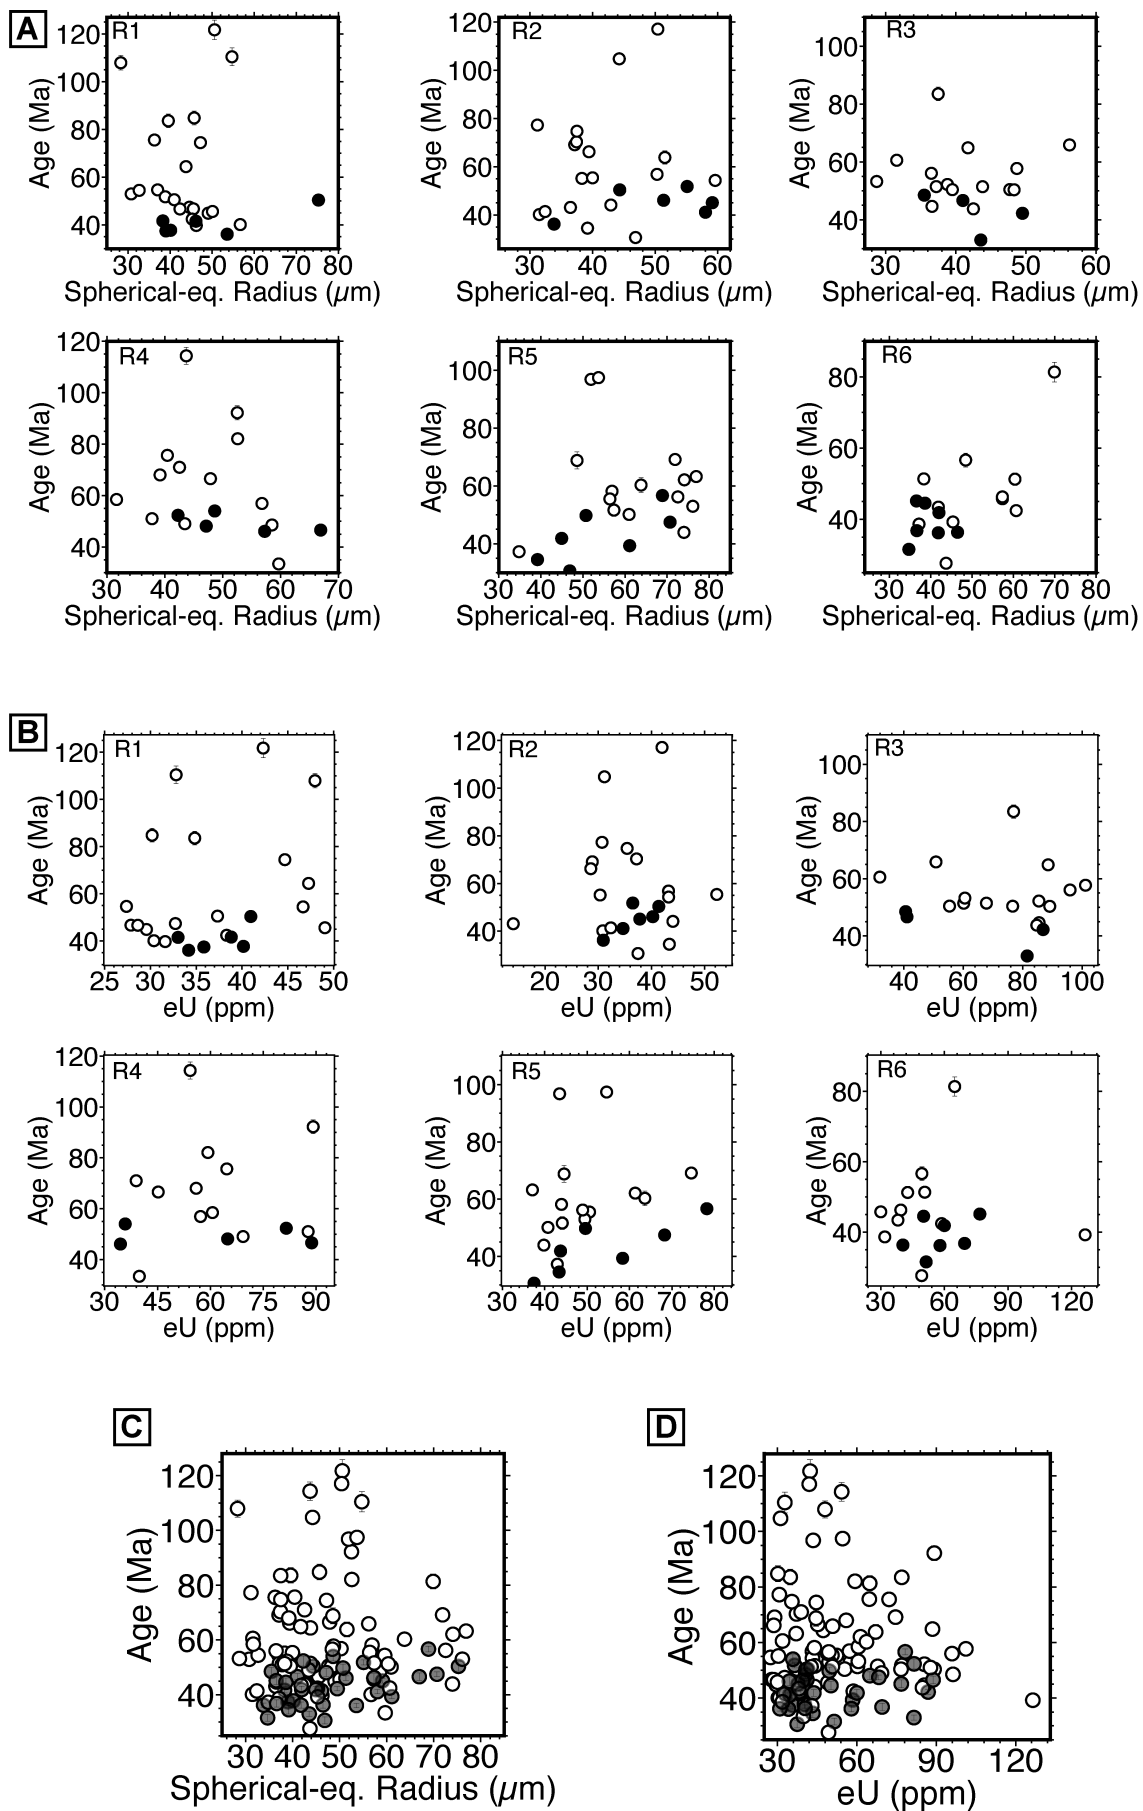 A
R1
Age (Ma)
120
100
80
60
40
30 40 50 60 70 80
Spherical-eq. Radius (µm)
R2
Age (Ma)
120
100
80
60
40
30 40 50 60
Spherical-eq. Radius (µm)
R3
Age (Ma)
100
80
60
40
30 40 50 60
Spherical-eq. Radius (µm)
R4
Age (Ma)
120
100
80
60
40
30 40 50 60 70
Spherical-eq. Radius (µm)
R5
Age (Ma)
100
80
60
40
30 40 50 60 70 80
Spherical-eq. Radius (µm)
R6
Age (Ma)
80
60
40
30 40 50 60 70 80
Spherical-eq. Radius (µm)
B
R1
Age (Ma)
120
100
80
60
40
25 30 35 40 45 50
eU (ppm)
R2
Age (Ma)
120
100
80
60
40
20 30 40 50
eU (ppm)
R3
Age (Ma)
100
80
60
40
40 60 80 100
eU (ppm)
R4
Age (Ma)
120
100
80
60
40
30 45 60 75 90
eU (ppm)
R5
Age (Ma)
100
80
60
40
30 40 50 60 70 80
eU (ppm)
R6
Age (Ma)
80
60
40
30 60 90 120
eU (ppm)
C
Age (Ma)
120
100
80
60
40
30 40 50 60 70 80
Spherical-eq. Radius (µm)
D
Age (Ma)
120
100
80
60
40
30 60 90 120
eU (ppm)